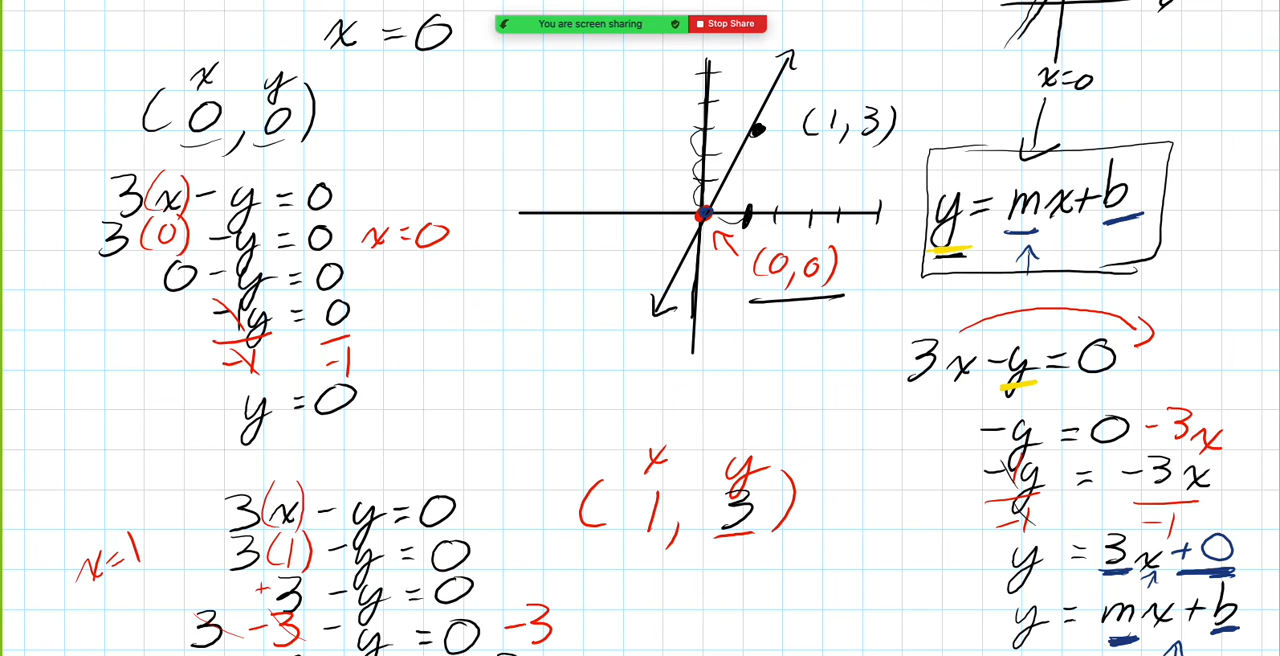 x = 0
You are screen sharing Stop Share
x y
(0, 0)
3(x) - y = 0
3(0) - y = 0 x=0
0 - y = 0
-y = 0
-1 -1
y = 0
3(x) - y = 0
x=1
3(1) - y = 0
+3 - y = 0
3 - 3 - y = 0 - 3
(1, 3)
(0, 0)
x y
(1, 3)
x=0
y = mx+b
3x - y = 0
-y = 0 - 3x
-y = -3x
-1 -1
y = 3x + 0
y = mx + b